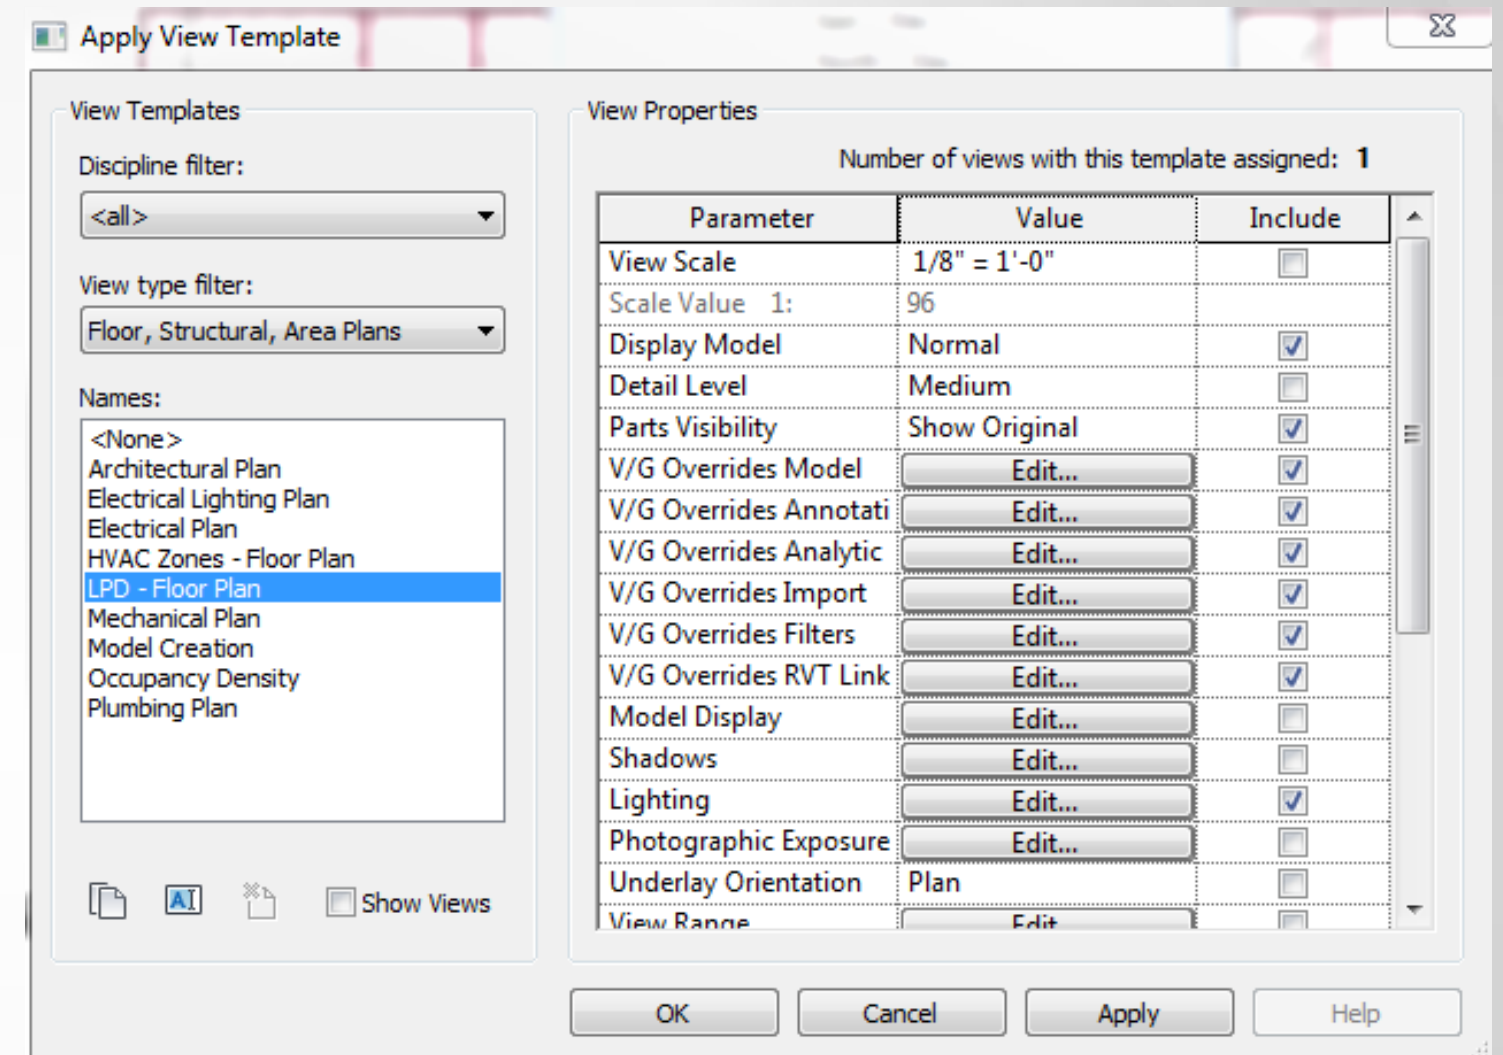 Apply View Template
View Templates
Discipline filter:
<all>
View type filter:
Floor, Structural, Area Plans
Names:
<None>
Architectural Plan
Electrical Lighting Plan
Electrical Plan
HVAC Zones - Floor Plan
LPD - Floor Plan
Mechanical Plan
Model Creation
Occupancy Density
Plumbing Plan
Show Views
View Properties
Number of views with this template assigned: 1
Parameter Value Include
View Scale 1/8" = 1'-0"
Scale Value 1: 96
Display Model Normal
Detail Level Medium
Parts Visibility Show Original
V/G Overrides Model Edit...
V/G Overrides Annotati Edit...
V/G Overrides Analytic Edit...
V/G Overrides Import Edit...
V/G Overrides Filters Edit...
V/G Overrides RVT Link Edit...
Model Display Edit...
Shadows Edit...
Lighting Edit...
Photographic Exposure Edit...
Underlay Orientation Plan
View Range Edit...
OK Cancel Apply Help